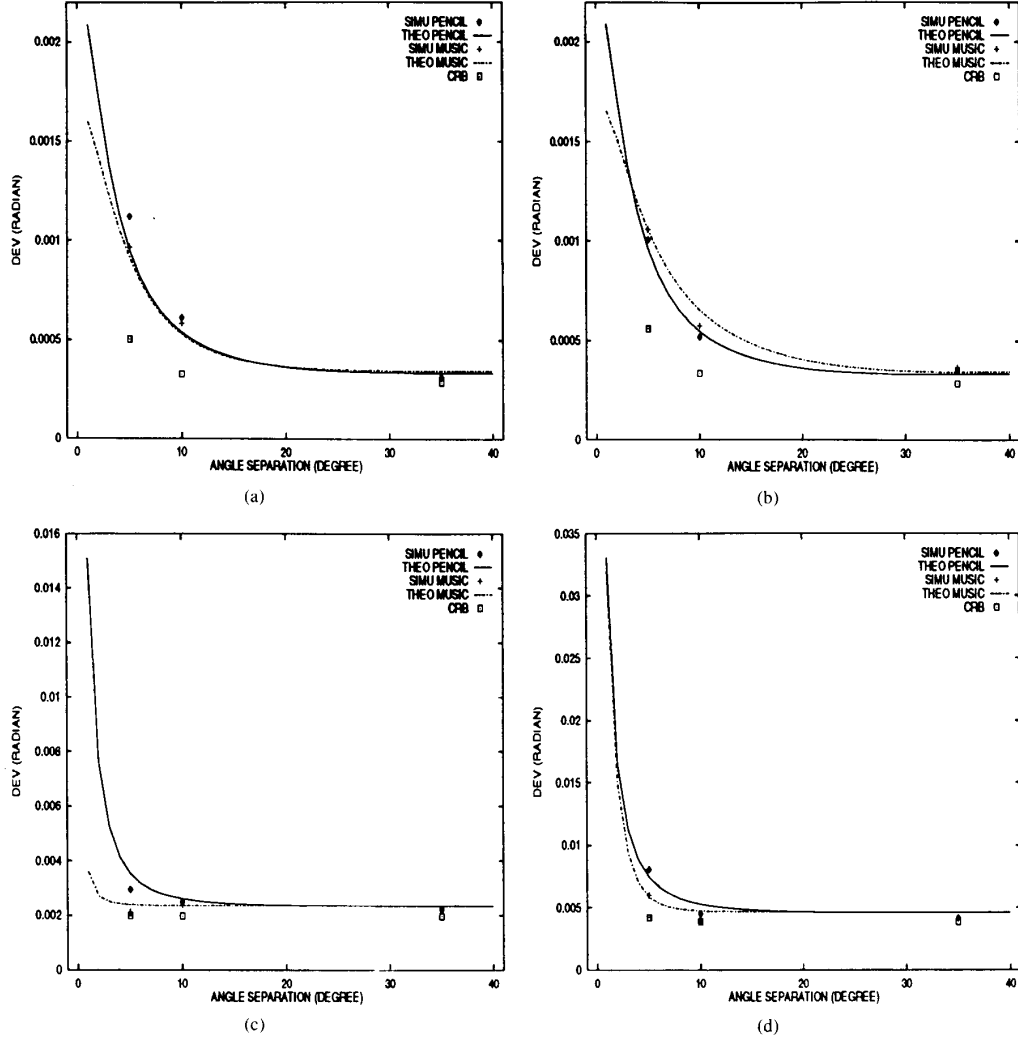 SIMU PENCIL
THEO PENCIL
SIMU MUSIC
THEO MUSIC
CRB
0.002
0.0015
0.001
0.0005
0
DEV (RADIAN)
0 10 20 30 40
ANGLE SEPARATION (DEGREE)
(a)
SIMU PENCIL
THEO PENCIL
SIMU MUSIC
THEO MUSIC
CRB
0.002
0.0015
0.001
0.0005
0
DEV (RADIAN)
0 10 20 30 40
ANGLE SEPARATION (DEGREE)
(b)
SIMU PENCIL
THEO PENCIL
SIMU MUSIC
THEO MUSIC
CRB
0.016
0.014
0.012
0.01
0.008
0.006
0.004
0.002
0
DEV (RADIAN)
0 10 20 30 40
ANGLE SEPARATION (DEGREE)
(c)
SIMU PENCIL
THEO PENCIL
SIMU MUSIC
THEO MUSIC
CRB
0.035
0.03
0.025
0.02
0.015
0.01
0.005
0
DEV (RADIAN)
0 10 20 30 40
ANGLE SEPARATION (DEGREE)
(d)